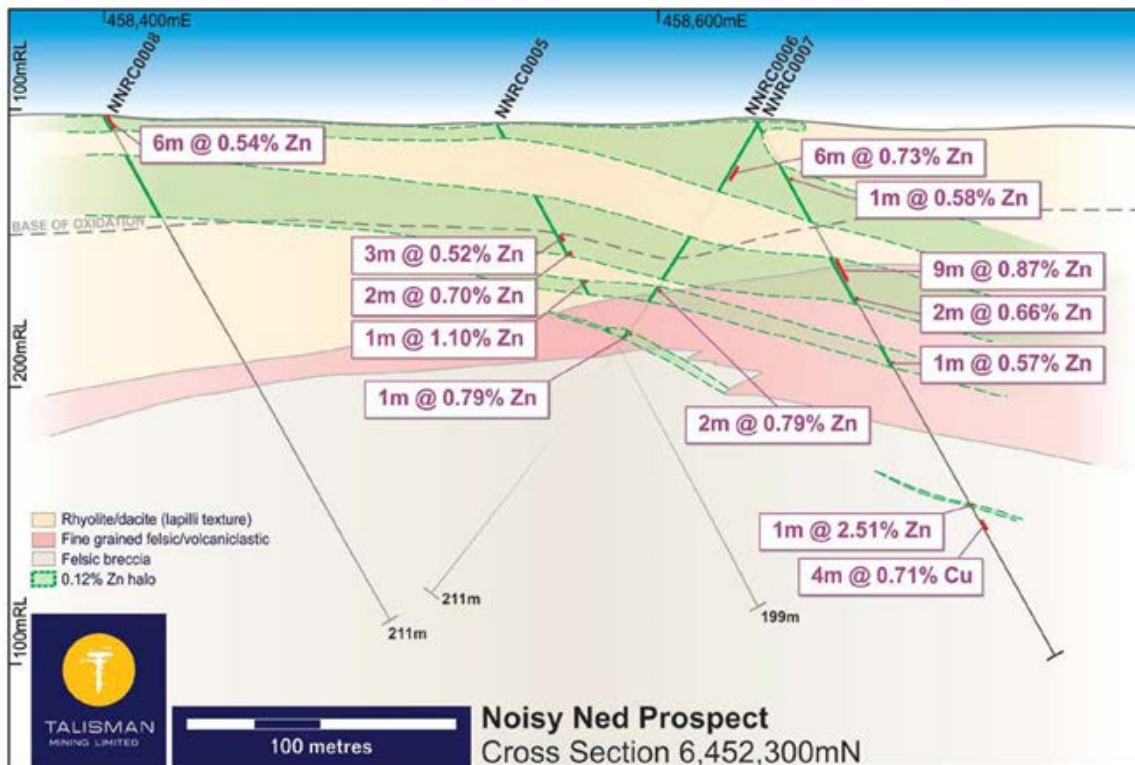 458,400mE
458,600mE
100mRL
NNRC0008
NNRC0005
NNRC0006
NNRC0007
6m @ 0.54% Zn
6m @ 0.73% Zn
1m @ 0.58% Zn
BASE OF OXIDATION
3m @ 0.52% Zn
9m @ 0.87% Zn
2m @ 0.70% Zn
2m @ 0.66% Zn
1m @ 1.10% Zn
1m @ 0.57% Zn
200mRL
1m @ 0.79% Zn
2m @ 0.79% Zn
Rhyolite/dacite (lapilli texture)
Fine grained felsic/volcaniclastic
Felsic breccia
0.12% Zn halo
1m @ 2.51% Zn
4m @ 0.71% Cu
211m
211m
199m
100mRL
TALISMAN
MINING LIMITED
100 metres
Noisy Ned Prospect
Cross Section 6,452,300mN